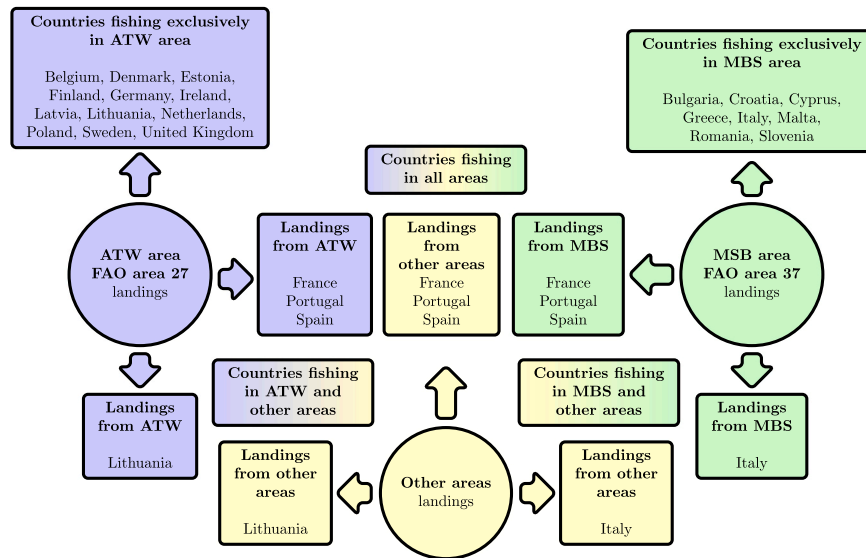 Countries fishing exclusively
in ATW area
Belgium, Denmark, Estonia,
Finland, Germany, Ireland,
Latvia, Lithuania, Netherlands,
Poland, Sweden, United Kingdom
Countries fishing exclusively
in MBS area
Bulgaria, Croatia, Cyprus,
Greece, Italy, Malta,
Romania, Slovenia
Countries fishing
in all areas
ATW area
FAO area 27
landings
Landings
from ATW
France
Portugal
Spain
Landings
from
other areas
France
Portugal
Spain
Landings
from MBS
France
Portugal
Spain
MSB area
FAO area 37
landings
Countries fishing
in ATW and
other areas
Countries fishing
in MBS and
other areas
Landings
from ATW
Lithuania
Landings
from MBS
Italy
Landings
from other
areas
Lithuania
Other areas
landings
Landings
from other
areas
Italy